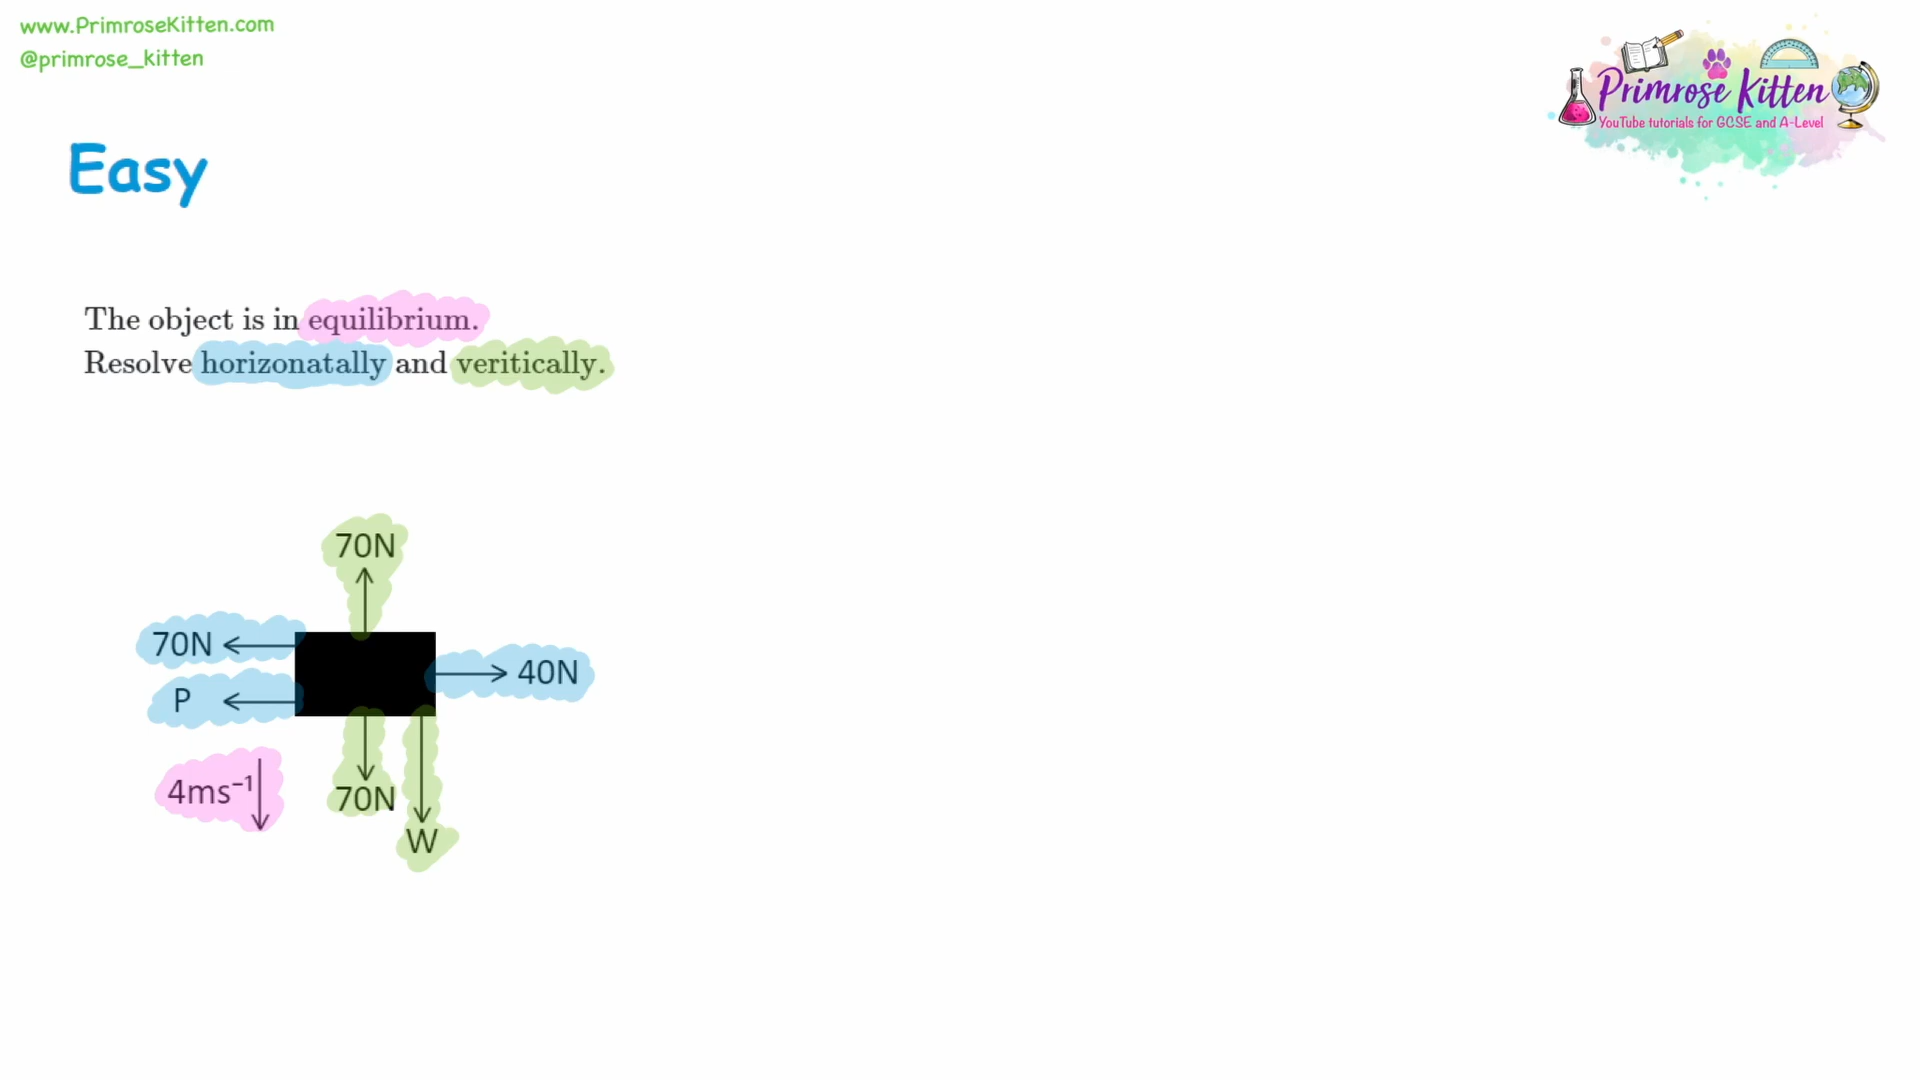 www.PrimroseKitten.com
@primrose_kitten
Primrose Kitten
YouTube tutorials for GCSE and A-Level
Easy
The object is in equilibrium.
Resolve horizonatally and veritically.
70N
70N
40N
P
4ms⁻¹
70N
W